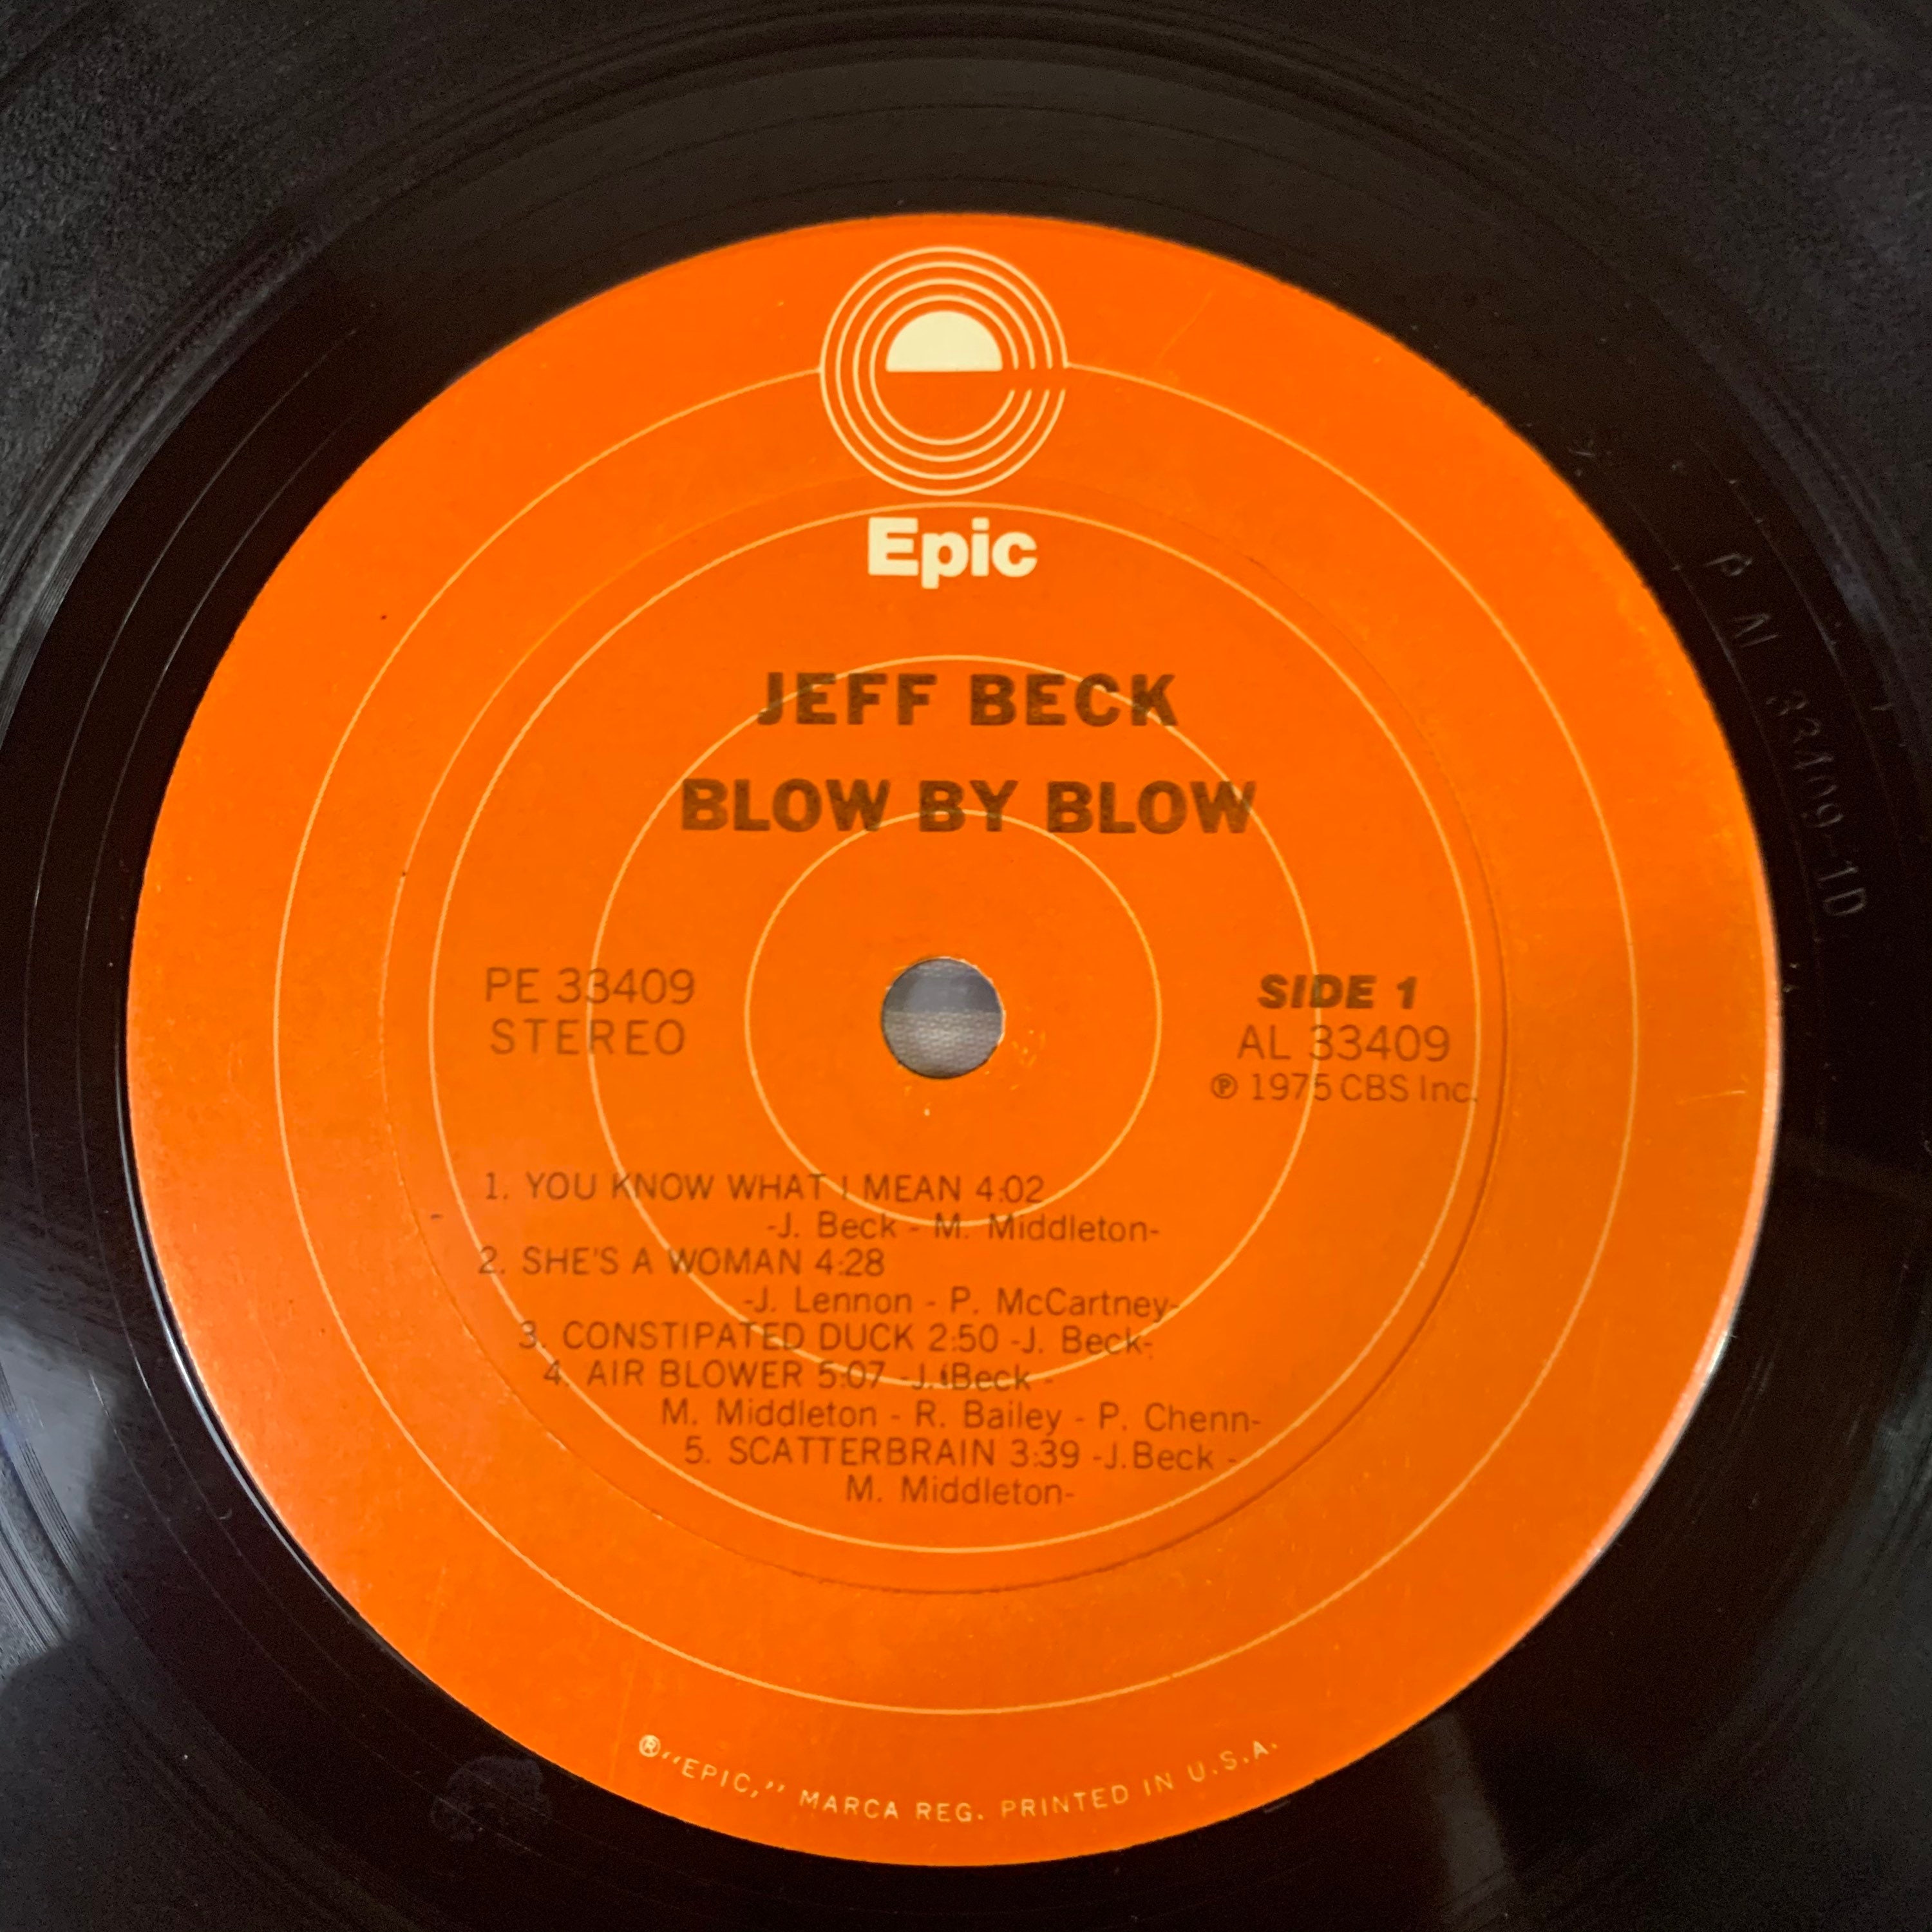 Epic
JEFF BECK
BLOW BY BLOW
PE 33409
STEREO
SIDE 1
AL 33409
℗ 1975 CBS Inc.
1. YOU KNOW WHAT I MEAN 4:02
-J. Beck - M. Middleton-
2. SHE'S A WOMAN 4:28
-J. Lennon - P. McCartney-
3. CONSTIPATED DUCK 2:50 -J. Beck-
4. AIR BLOWER 5:07 -J. Beck -
M. Middleton - R. Bailey - P. Chenn-
5. SCATTERBRAIN 3:39 -J.Beck -
M. Middleton-
®"EPIC," MARCA REG. PRINTED IN U.S.A.
33409-1D